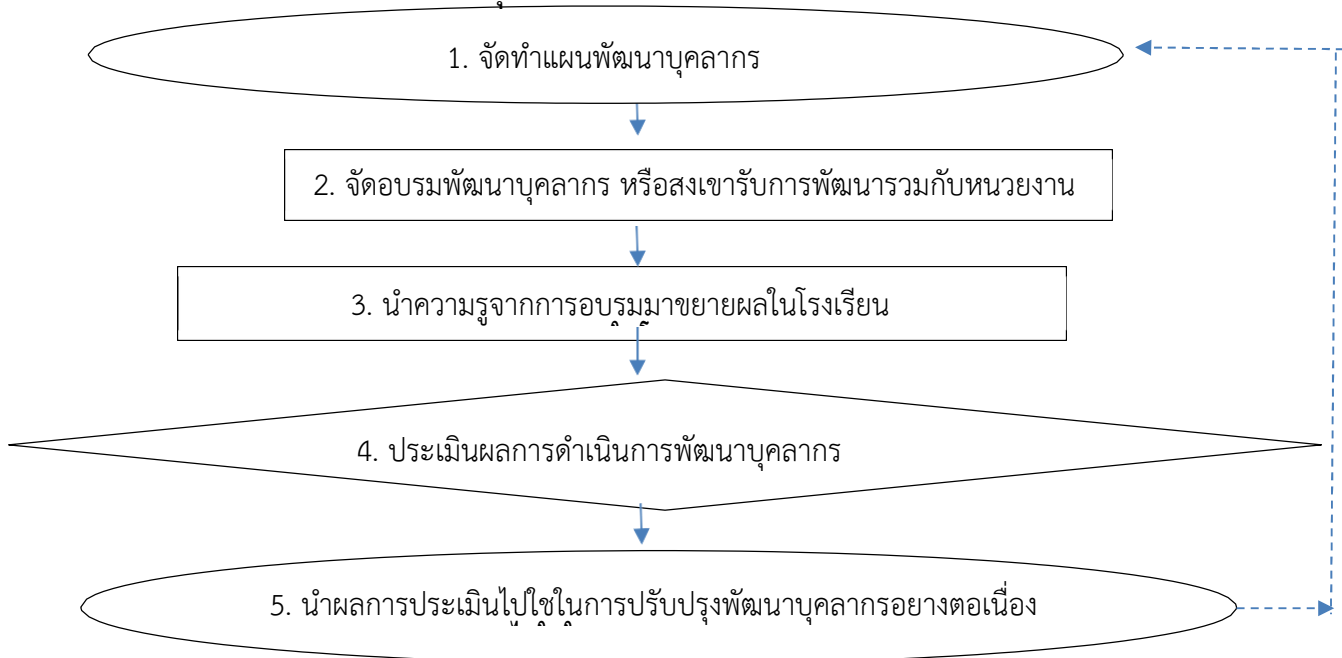 1. จัดทำแผนพัฒนาบุคลากร
2. จัดอบรมพัฒนาบุคลากร หรือสงเขารับการพัฒนารวมกับหนวยงาน
3. นำความรูจากการอบรมมาขยายผลในโรงเรียน
4. ประเมินผลการดำเนินการพัฒนาบุคลากร
5. นำผลการประเมินไปใชในการปรับปรุงพัฒนาบุคลากรอยางตอเนื่อง